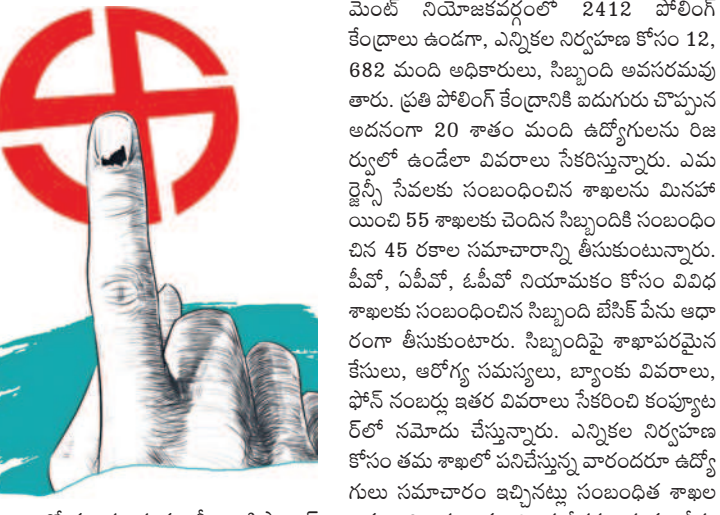 మెంట్ నియోజకవర్గంలో 2412 పోలింగ్
కేంద్రాలు ఉండగా, ఎన్నికల నిర్వహణ కోసం 12,
682 మంది అధికారులు, సిబ్బంది అవసరమవు
తారు. ప్రతి పోలింగ్ కేంద్రానికి ఐదుగురు చొప్పున
అదనంగా 20 శాతం మంది ఉద్యోగులను రిజ
ర్వులో ఉండేలా వివరాలు సేకరిస్తున్నారు. ఎమ
ర్జెన్సీ సేవలకు సంబంధించిన శాఖలను మినహా
యించి 55 శాఖలకు చెందిన సిబ్బందికి సంబంధిం
చిన 45 రకాల సమాచారాన్ని తీసుకుంటున్నారు.
పీవో, ఏపీవో, ఓపీవో నియామకం కోసం వివిధ
శాఖలకు సంబంధించిన సిబ్బంది బేసిక్ పేను ఆధా
రంగా తీసుకుంటారు. సిబ్బందిపై శాఖాపరమైన
కేసులు, ఆరోగ్య సమస్యలు, బ్యాంకు వివరాలు,
ఫోన్ నంబర్లు ఇతర వివరాలు సేకరించి కంప్యూట
ర్‌లో నమోదు చేస్తున్నారు. ఎన్నికల నిర్వహణ
కోసం తమ శాఖలో పనిచేస్తున్న వారందరూ ఉద్యో
గులు సమాచారం ఇచ్చినట్లు సంబంధిత శాఖల